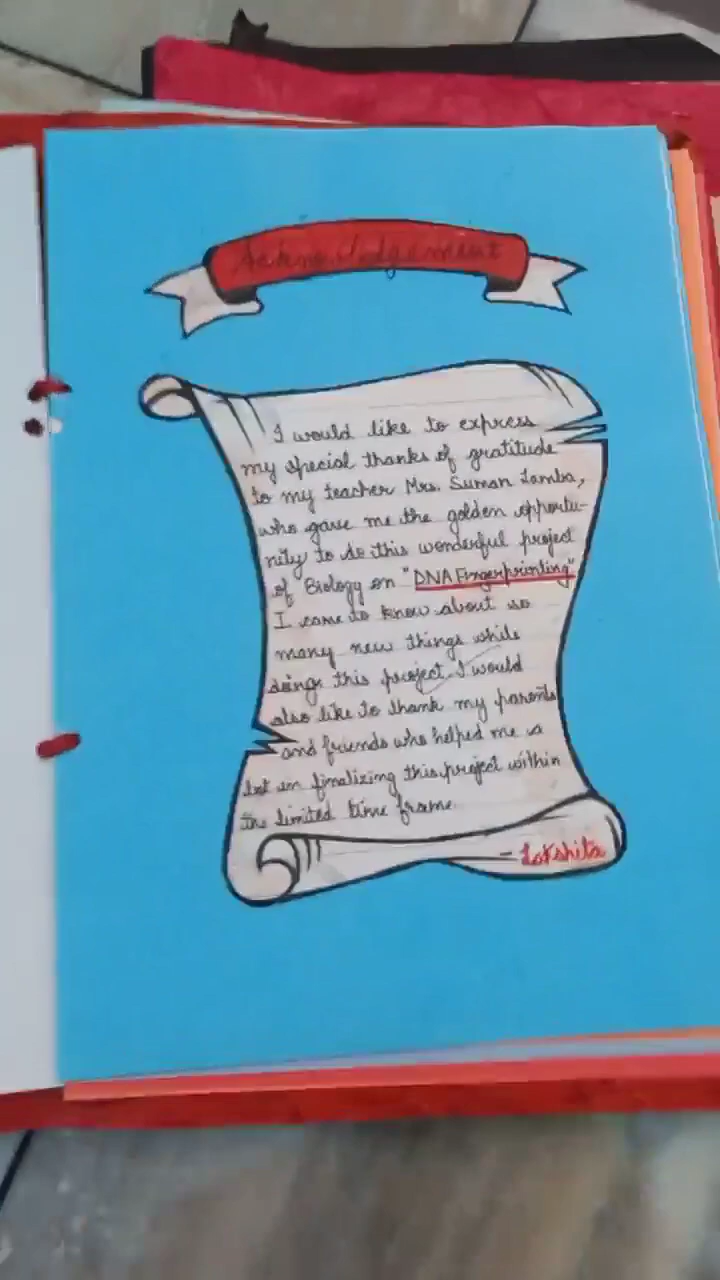 Acknowledgement
I would like to express
my special thanks of gratitude
to my teacher Mrs. Suman Lamba,
who gave me the golden opportu-
nity to do this wonderful project
of Biology on "DNA Fingerprinting"
I came to know about so
many new things while
doing this project. I would
also like to thank my parents
and friends who helped me a
lot in finalizing this project within
the limited time frame.
- Lakshita